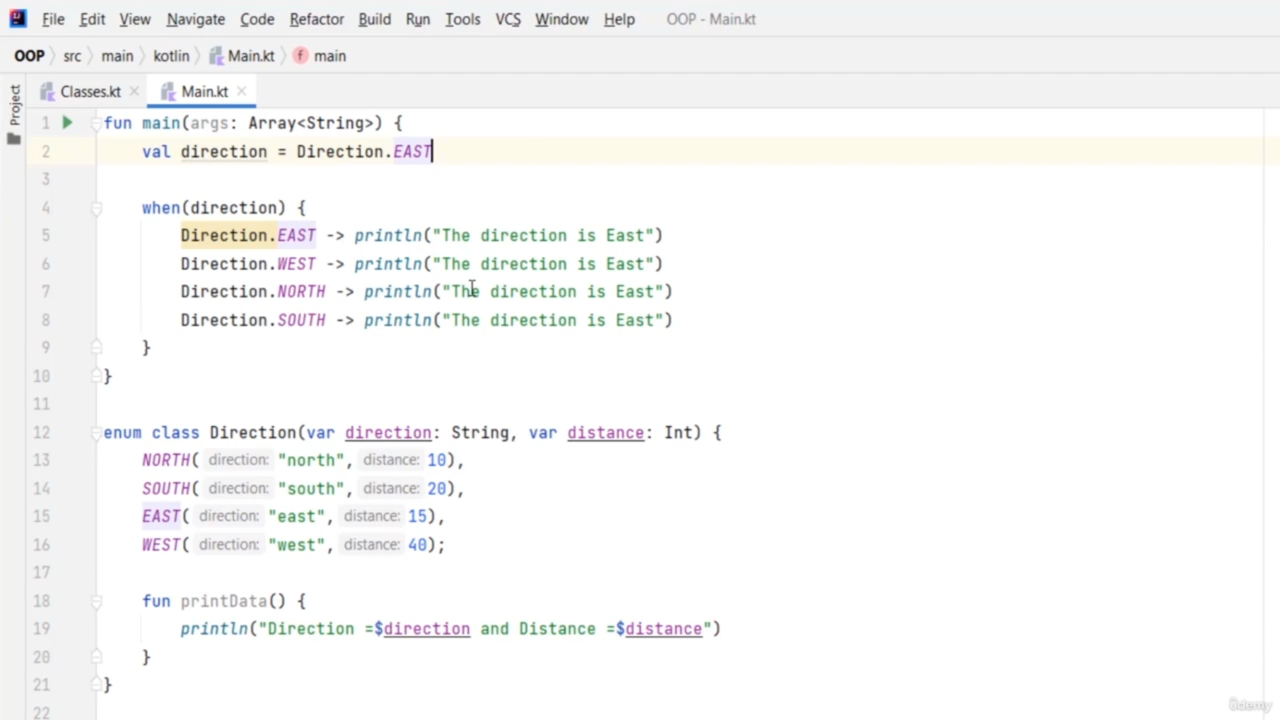 File Edit View Navigate Code Refactor Build Run Tools VCS Window Help OOP - Main.kt
OOP src main kotlin Main.kt main
Project
Classes.kt Main.kt
1 fun main(args: Array<String>) {
2 val direction = Direction.EAST
3
4 when(direction) {
5 Direction.EAST -> println("The direction is East")
6 Direction.WEST -> println("The direction is East")
7 Direction.NORTH -> println("The direction is East")
8 Direction.SOUTH -> println("The direction is East")
9 }
10 }
11
12 enum class Direction(var direction: String, var distance: Int) {
13 NORTH( direction: "north", distance: 10),
14 SOUTH( direction: "south", distance: 20),
15 EAST( direction: "east", distance: 15),
16 WEST( direction: "west", distance: 40);
17
18 fun printData() {
19 println("Direction =$direction and Distance =$distance")
20 }
21 }
22
ûdemy